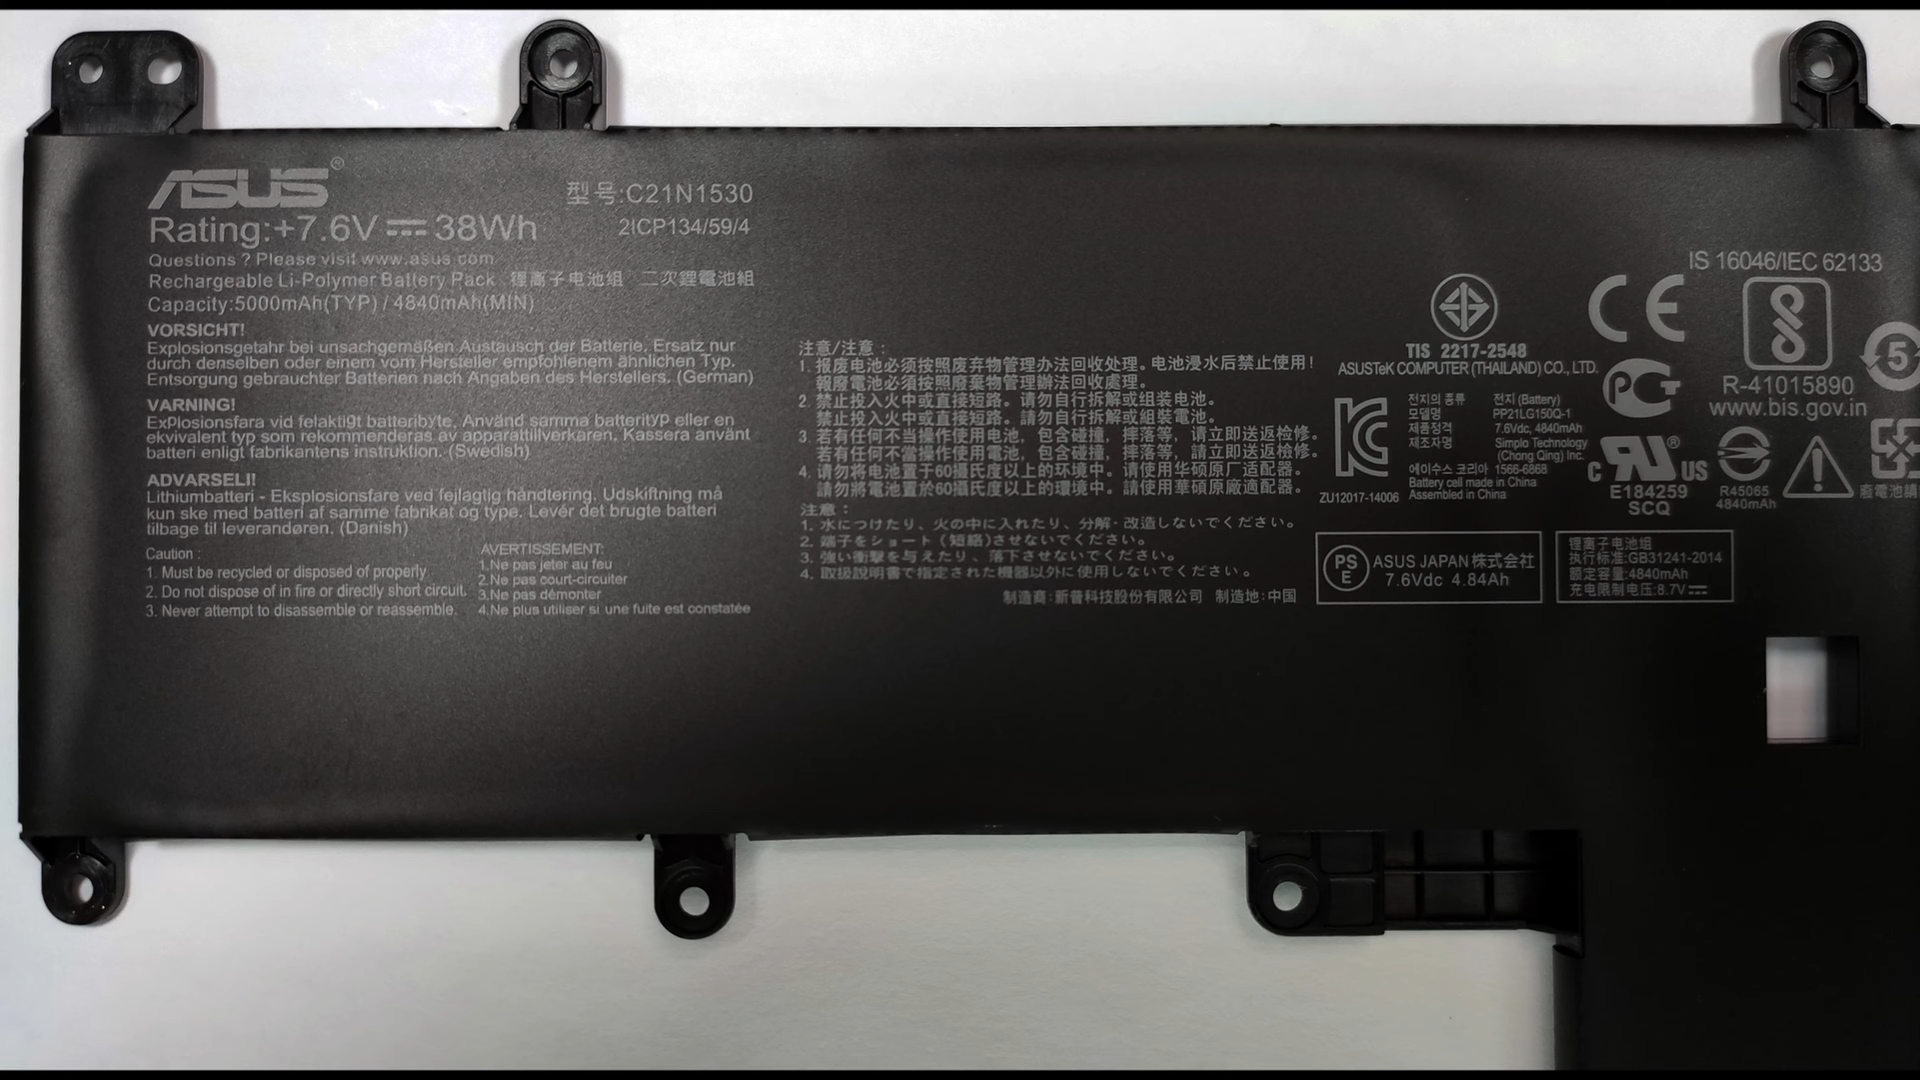 ASUS®
型号:C21N1530
Rating:+7.6V 38Wh
2ICP134/59/4
Questions ? Please visit www.asus.com
Rechargeable Li-Polymer Battery Pack 锂离子电池组 二次鋰電池組
Capacity:5000mAh(TYP) / 4840mAh(MIN)
VORSICHT!
Explosionsgetahr bei unsachgemäßen Austausch der Batterie. Ersatz nur
durch denselben oder einem vom Hersteller empfohlenem ähnlichen Typ.
Entsorgung gebrauchter Batterien nach Angaben des Herstellers. (German)
VARNING!
ExPlosionsfara vid felaktigt batteribyte. Använd samma batterityp eller en
ekvivalent typ som rekommenderas av apparattillverkaren. Kassera använt
batteri enligt fabrikantens instruktion. (Swedish)
ADVARSELI!
Lithiumbatteri - Eksplosionsfare ved fejlagtig håndtering. Udskiftning må
kun ske med batteri af samme fabrikat og type. Levér det brugte batteri
tilbage til leverandøren. (Danish)
Caution :
1. Must be recycled or disposed of properly
2. Do not dispose of in fire or directly short circuit.
3. Never attempt to disassemble or reassemble.
AVERTISSEMENT:
1.Ne pas jeter au feu
2.Ne pas court-circuiter
3.Ne pas démonter
4.Ne plus utiliser si une fuite est constatée
注意/注意：
1. 报废电池必须按照废弃物管理办法回收处理。电池浸水后禁止使用！
報廢電池必須按照廢棄物管理辦法回收處理。
2. 禁止投入火中或直接短路。请勿自行拆解或组装电池。
禁止投入火中或直接短路。請勿自行拆解或組裝電池。
3. 若有任何不当操作使用电池，包含碰撞，摔落等，请立即送返检修。
若有任何不當操作使用電池，包含碰撞，摔落等，請立即送返檢修。
4. 请勿将电池置于60攝氏度以上的环境中。请使用华硕原厂适配器。
請勿將電池置於60攝氏度以上的環境中。請使用華碩原廠適配器。
注意：
1. 水につけたり、火の中に入れたり、分解・改造しないでください。
2. 端子をショート (短絡)させないでください。
3. 強い衝撃を与えたり、落下させないでください。
4. 取扱説明書で指定された機器以外に使用しないでください。
制造商:新普科技股份有限公司 制造地:中国
TIS 2217-2548
ASUSTeK COMPUTER (THAILAND) CO., LTD.
전지의 종류 전지 (Battery)
모델명 PP21LG150Q-1
제품정격 7.6Vdc, 4840mAh
제조자명 Simplo Technology
(Chong Qing) Inc.
에이수스 코리아 1566-6868
Battery cell made in China
Assembled in China
ZU12017-14006
PS
E
ASUS JAPAN 株式会社
7.6Vdc 4.84Ah
锂离子电池组
执行标准:GB31241-2014
额定容量:4840mAh
充电限制电压:8.7V
IS 16046/IEC 62133
CE
R-41015890
www.bis.gov.in
5
c RU® US
E184259
SCQ
R45065
4840mAh
廢電池請